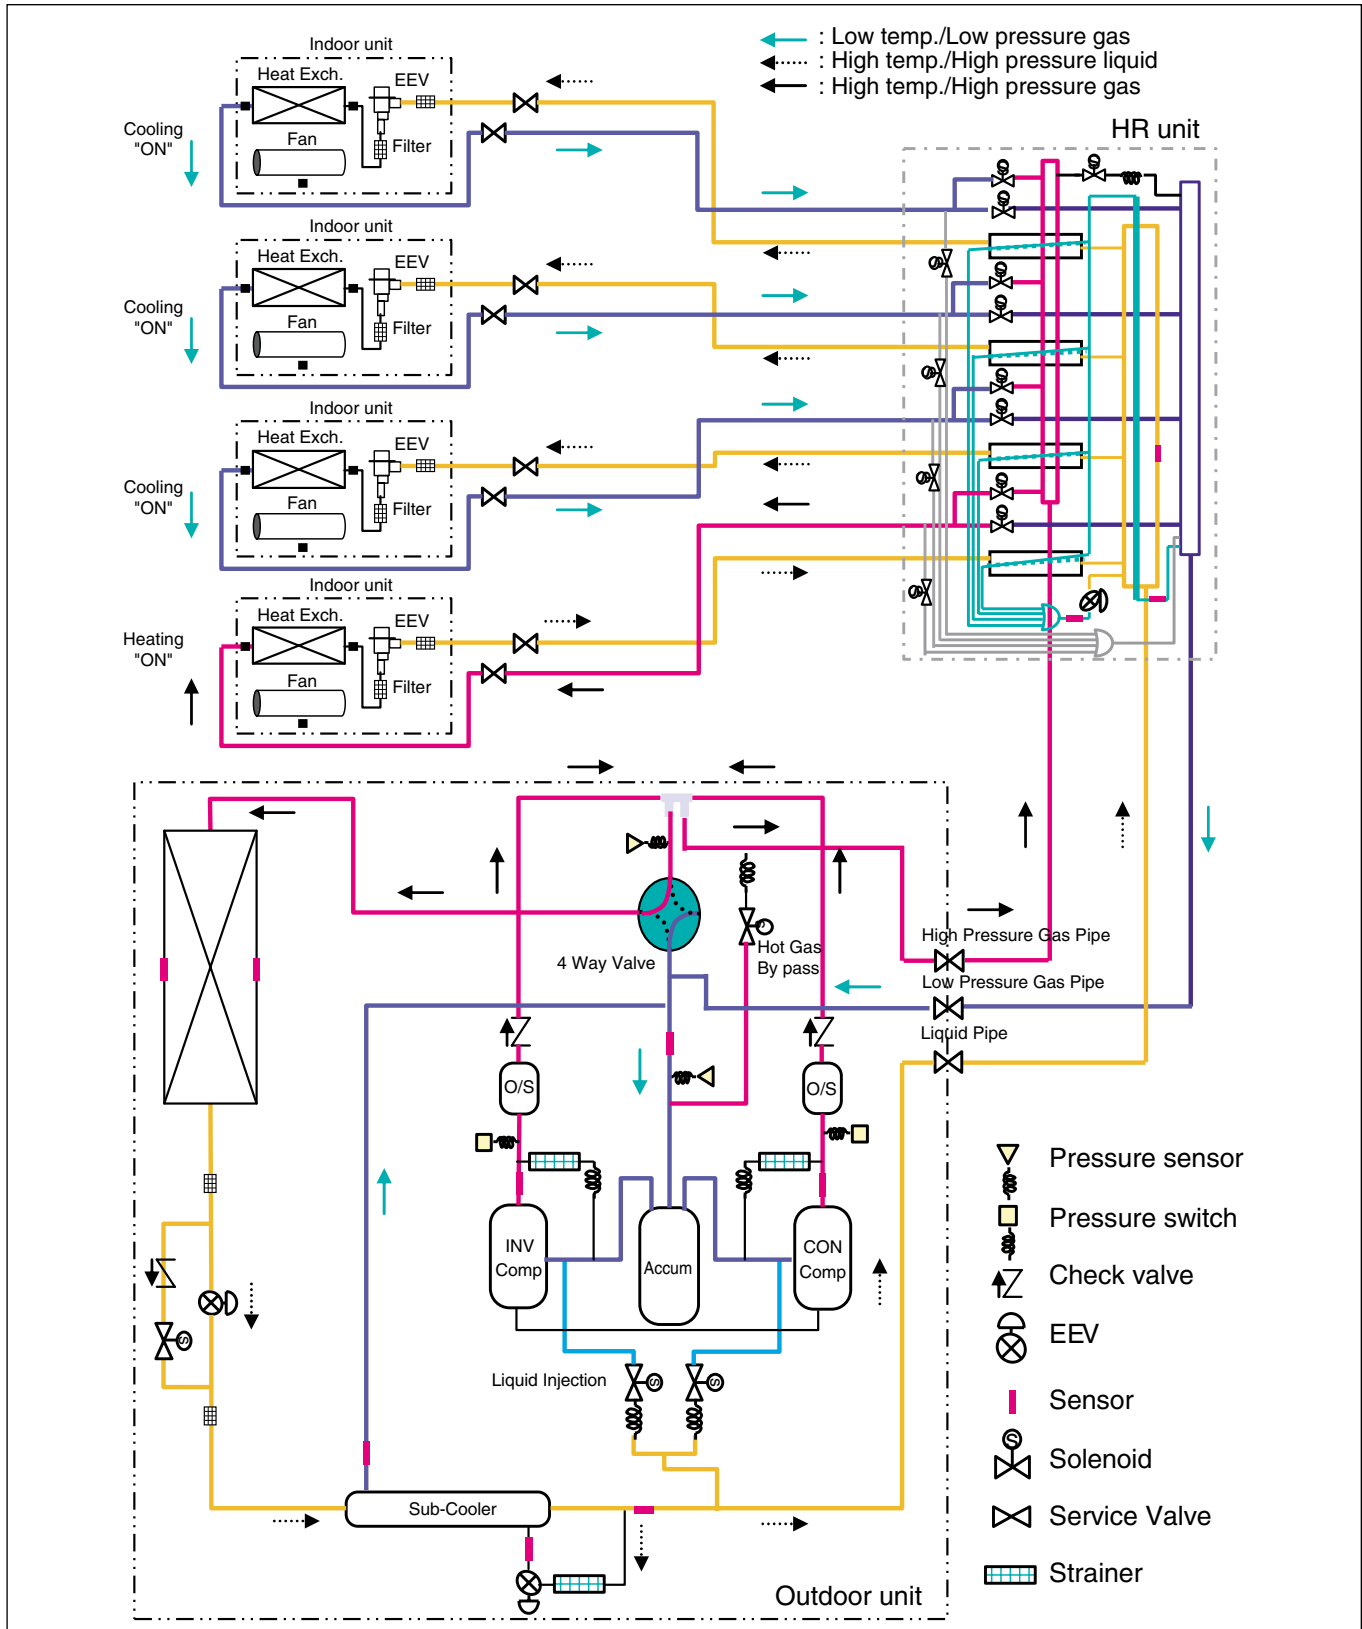 : Low temp./Low pressure gas
: High temp./High pressure liquid
: High temp./High pressure gas
HR unit
Indoor unit
Heat Exch.
EEV
Fan
Filter
Cooling
"ON"
Indoor unit
Heat Exch.
EEV
Fan
Filter
Cooling
"ON"
Indoor unit
Heat Exch.
EEV
Fan
Filter
Cooling
"ON"
Indoor unit
Heat Exch.
EEV
Fan
Filter
Heating
"ON"
4 Way Valve
Hot Gas
By pass
High Pressure Gas Pipe
Low Pressure Gas Pipe
Liquid Pipe
O/S
O/S
INV
Comp
Accum
CON
Comp
S
Liquid Injection
S
S
Sub-Cooler
Outdoor unit
Pressure sensor
Pressure switch
Check valve
EEV
Sensor
S
Solenoid
Service Valve
Strainer